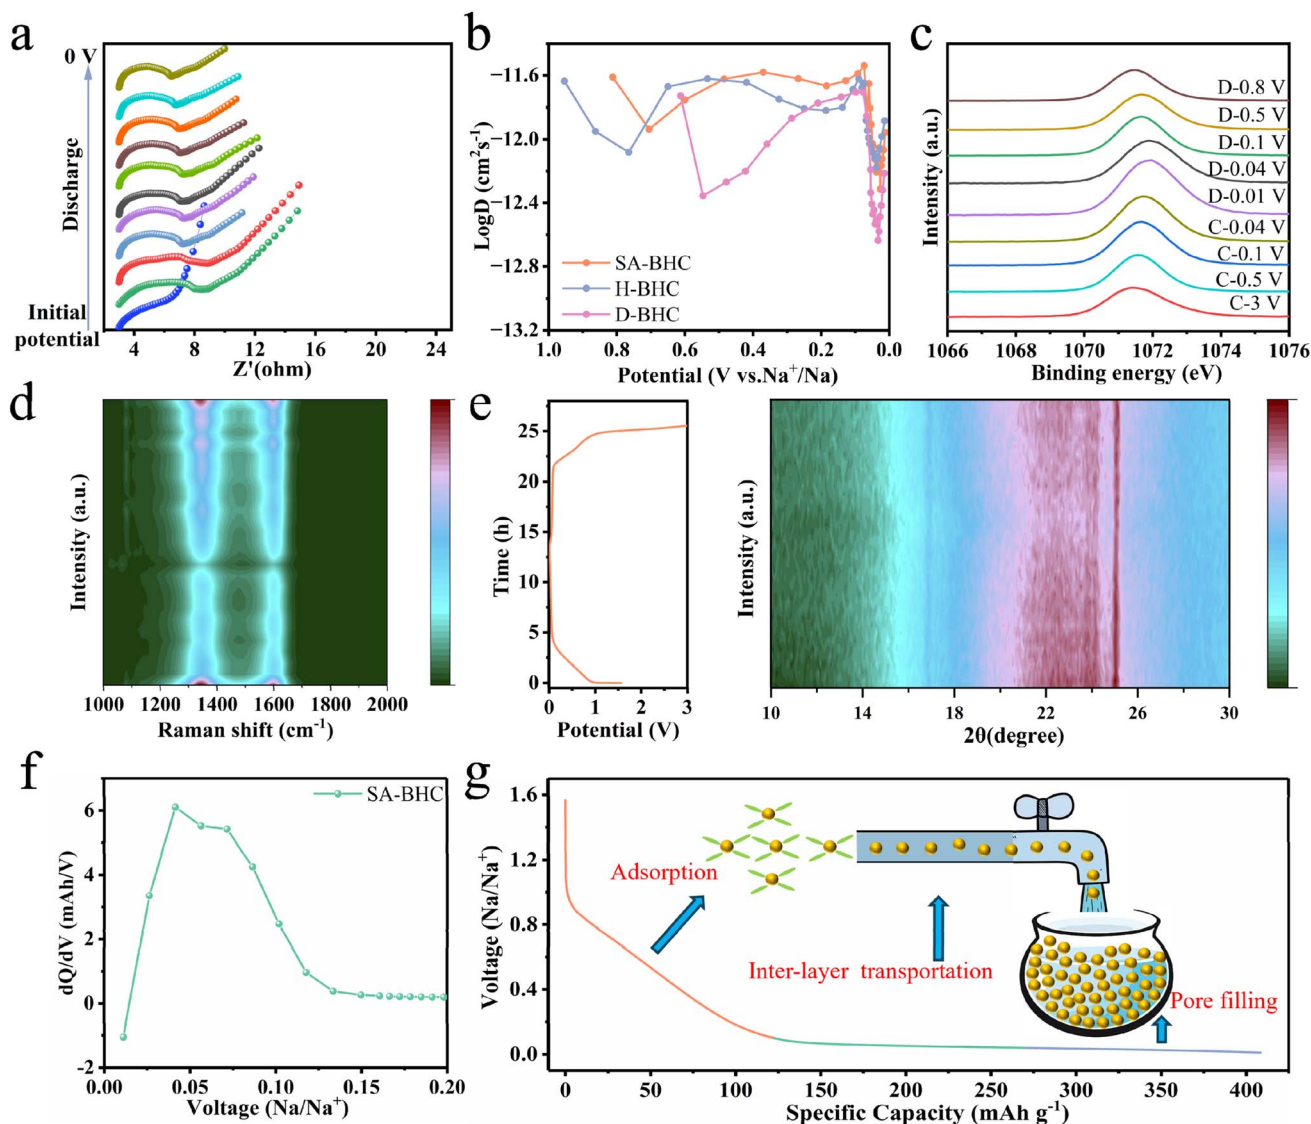 a
0 V
Discharge
Initial
potential
4
8
12
16
20
24
Z'(ohm)
b
−11.6
−12.0
−12.4
−12.8
−13.2
LogD (cm²s⁻¹)
SA-BHC
H-BHC
D-BHC
1.0
0.8
0.6
0.4
0.2
0.0
Potential (V vs.Na⁺/Na)
c
Intensity (a.u.)
D-0.8 V
D-0.5 V
D-0.1 V
D-0.04 V
D-0.01 V
C-0.04 V
C-0.1 V
C-0.5 V
C-3 V
1066
1068
1070
1072
1074
1076
Binding energy (eV)
d
Intensity (a.u.)
1000
1200
1400
1600
1800
2000
Raman shift (cm⁻¹)
e
25
20
15
10
5
0
Time (h)
0
1
2
3
Potential (V)
Intensity (a.u.)
10
14
18
22
26
30
2θ(degree)
f
6
4
2
0
-2
dQ/dV (mAh/V)
SA-BHC
0.00
0.05
0.10
0.15
0.20
Voltage (Na/Na⁺)
g
1.6
1.2
0.8
0.4
0.0
Voltage (Na/Na⁺)
Adsorption
Inter-layer transportation
Pore filling
0
50
100
150
200
250
300
350
400
Specific Capacity (mAh g⁻¹)